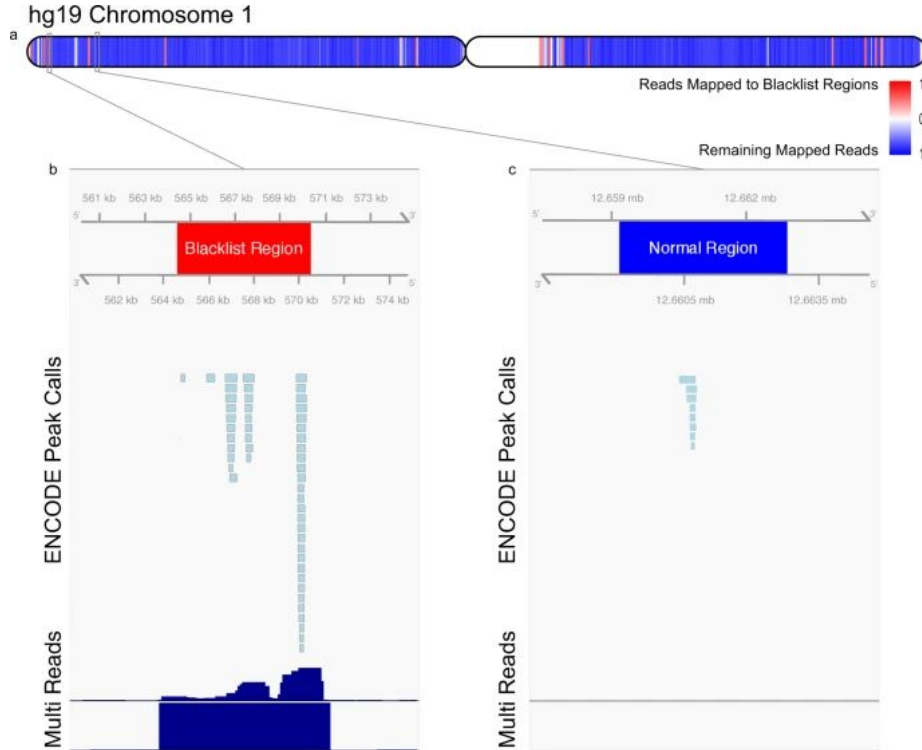 hg19 Chromosome 1
a
Reads Mapped to Blacklist Regions
Remaining Mapped Reads
b
561 kb 563 kb 565 kb 567 kb 569 kb 571 kb 573 kb
5' 3'
Blacklist Region
3' 5'
562 kb 564 kb 566 kb 568 kb 570 kb 572 kb 574 kb
ENCODE Peak Calls
Multi Reads
c
12.659 mb 12.662 mb
5' 3'
Normal Region
3' 5'
12.6605 mb 12.6635 mb
ENCODE Peak Calls
Multi Reads